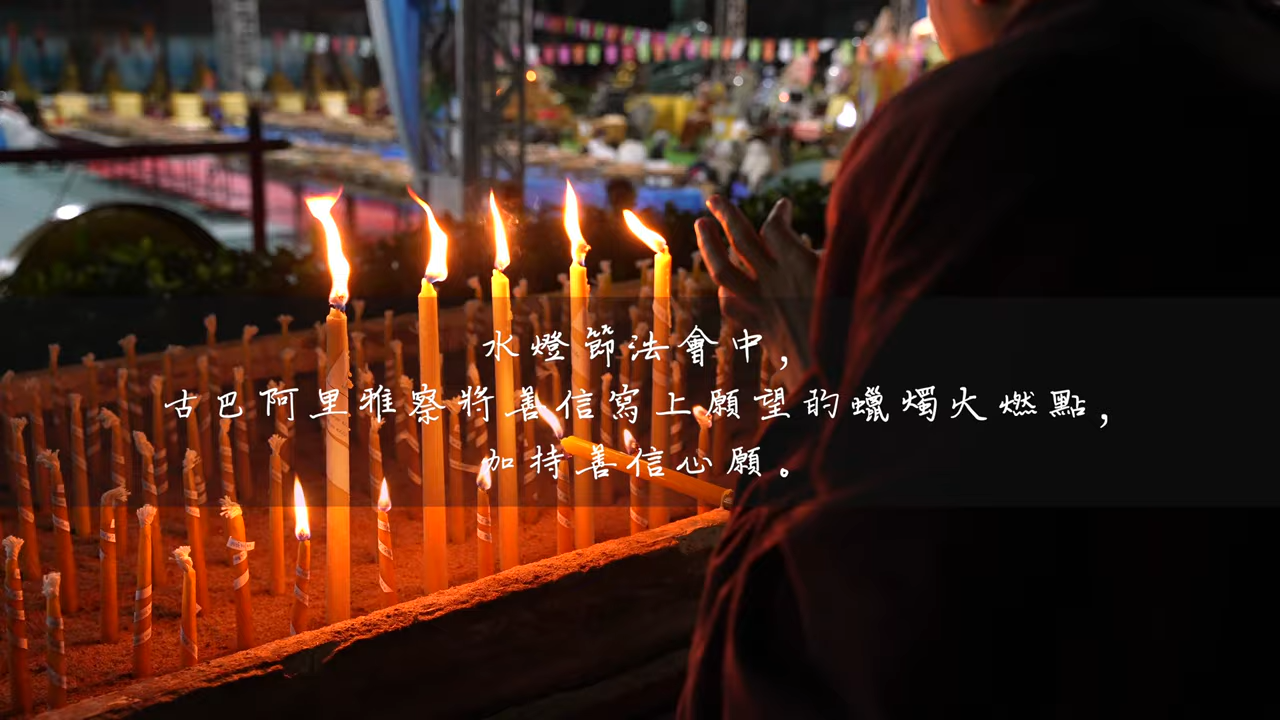 水燈節法會中,
古巴阿里雅察將善信寫上願望的蠟燭火燃點,
加持善信心願。